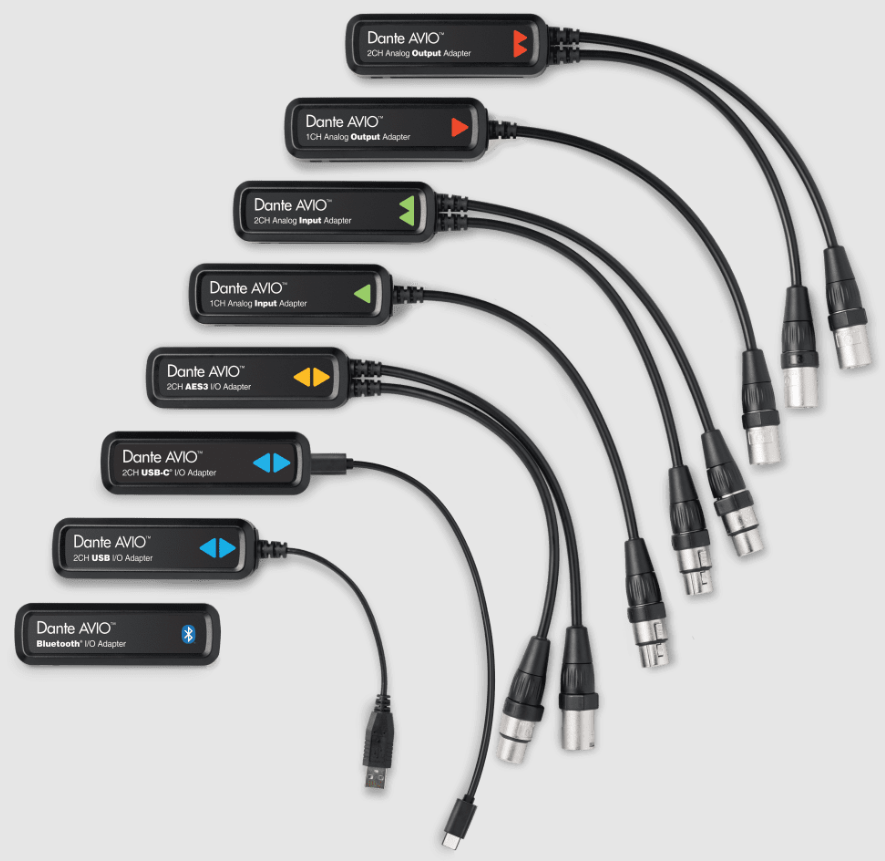 Dante AVIO™
2CH Analog Output Adapter
Dante AVIO™
1CH Analog Output Adapter
Dante AVIO™
2CH Analog Input Adapter
Dante AVIO™
1CH Analog Input Adapter
Dante AVIO™
2CH AES3 I/O Adapter
Dante AVIO™
2CH USB-C® I/O Adapter
Dante AVIO™
2CH USB I/O Adapter
Dante AVIO™
Bluetooth® I/O Adapter